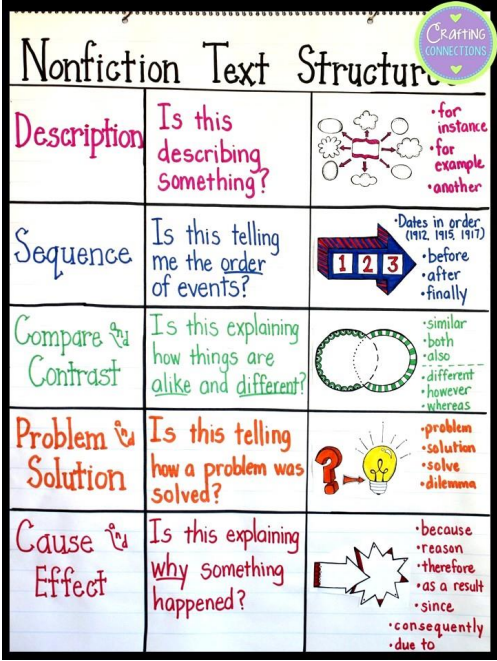 Crafting
CONNECTIONS
Nonfiction Text
Description
Is this
describing
something?
• for
instance
• for
example
• another
Sequence
Is this telling
me the order
of events?
1 2 3
• Dates in order
(1912, 1915, 1917)
• before
• after
• finally
Compare and
Contrast
Is this explaining
how things are
alike and different?
• similar
• both
• also
• different
• however
• whereas
Problem and
Solution
Is this telling
how a problem was
solved?
?
• problem
• solution
• solve
• dilemma
Cause and
Effect
Is this explaining
why something
happened?
• because
• reason
• therefore
• as a result
• since
• consequently
• due to